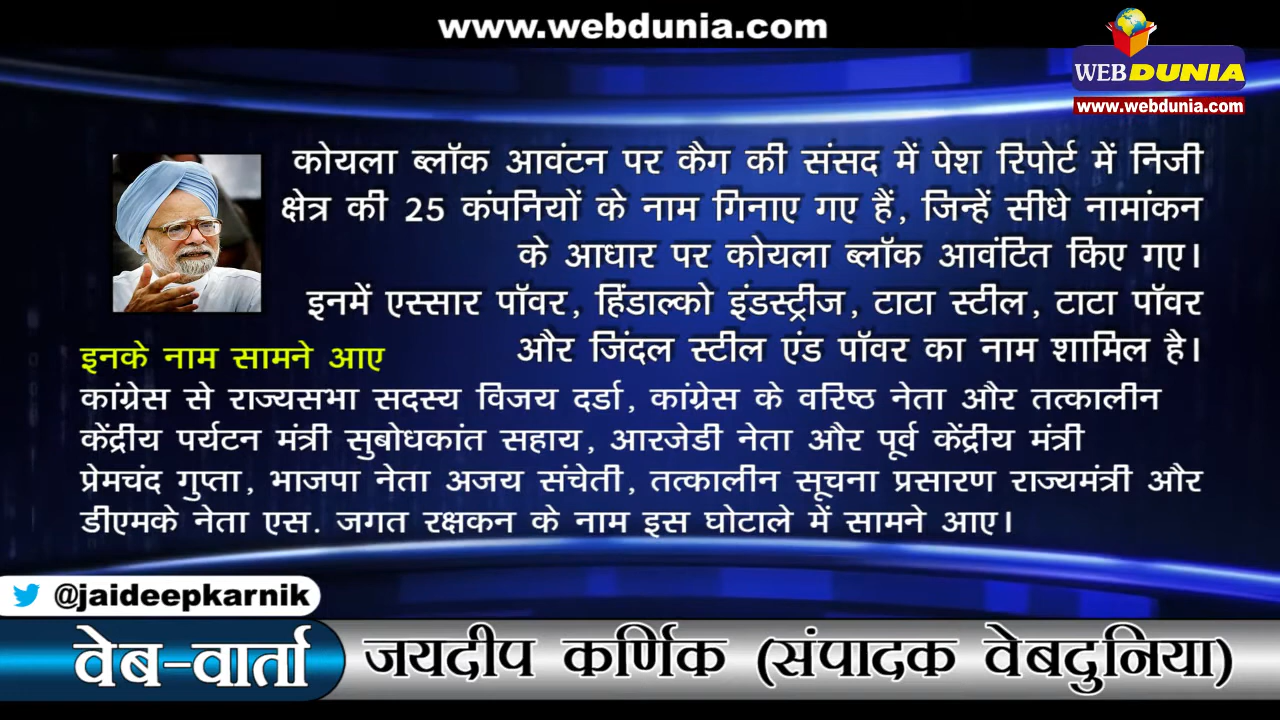 www.webdunia.com
WEBDUNIA
www.webdunia.com
कोयला ब्लॉक आवंटन पर कैग की संसद में पेश रिपोर्ट में निजी
क्षेत्र की 25 कंपनियों के नाम गिनाए गए हैं, जिन्हें सीधे नामांकन
के आधार पर कोयला ब्लॉक आवंटित किए गए।
इनमें एस्सार पॉवर, हिंडाल्को इंडस्ट्रीज, टाटा स्टील, टाटा पॉवर
और जिंदल स्टील एंड पॉवर का नाम शामिल है।
इनके नाम सामने आए
कांग्रेस से राज्यसभा सदस्य विजय दर्डा, कांग्रेस के वरिष्ठ नेता और तत्कालीन
केंद्रीय पर्यटन मंत्री सुबोधकांत सहाय, आरजेडी नेता और पूर्व केंद्रीय मंत्री
प्रेमचंद गुप्ता, भाजपा नेता अजय संचेती, तत्कालीन सूचना प्रसारण राज्यमंत्री और
डीएमके नेता एस. जगत रक्षकन के नाम इस घोटाले में सामने आए।
@jaideepkarnik
वेब-वार्ता
जयदीप कर्णिक (संपादक वेबदुनिया)